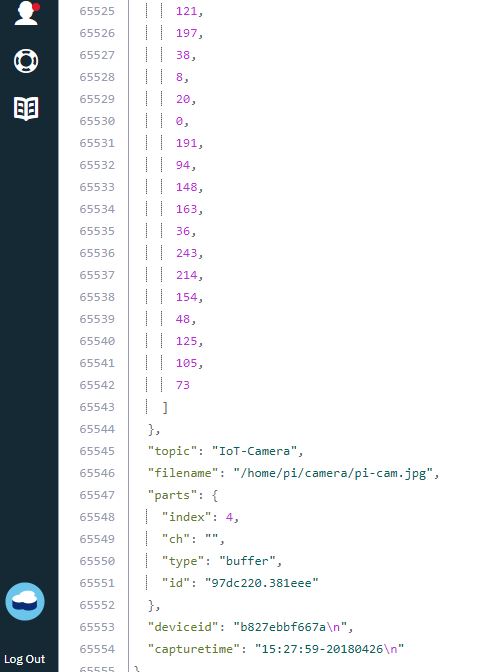 65525 121,
65526 197,
65527 38,
65528 8,
65529 20,
65530 0,
65531 191,
65532 94,
65533 148,
65534 163,
65535 36,
65536 243,
65537 214,
65538 154,
65539 48,
65540 125,
65541 105,
65542 73
65543 ]
65544 },
65545 "topic": "IoT-Camera",
65546 "filename": "/home/pi/camera/pi-cam.jpg",
65547 "parts": {
65548 "index": 4,
65549 "ch": "",
65550 "type": "buffer",
65551 "id": "97dc220.381eee"
65552 },
65553 "deviceid": "b827ebbf667a\n",
65554 "capturetime": "15:27:59-20180426\n"
65555 }
Log Out